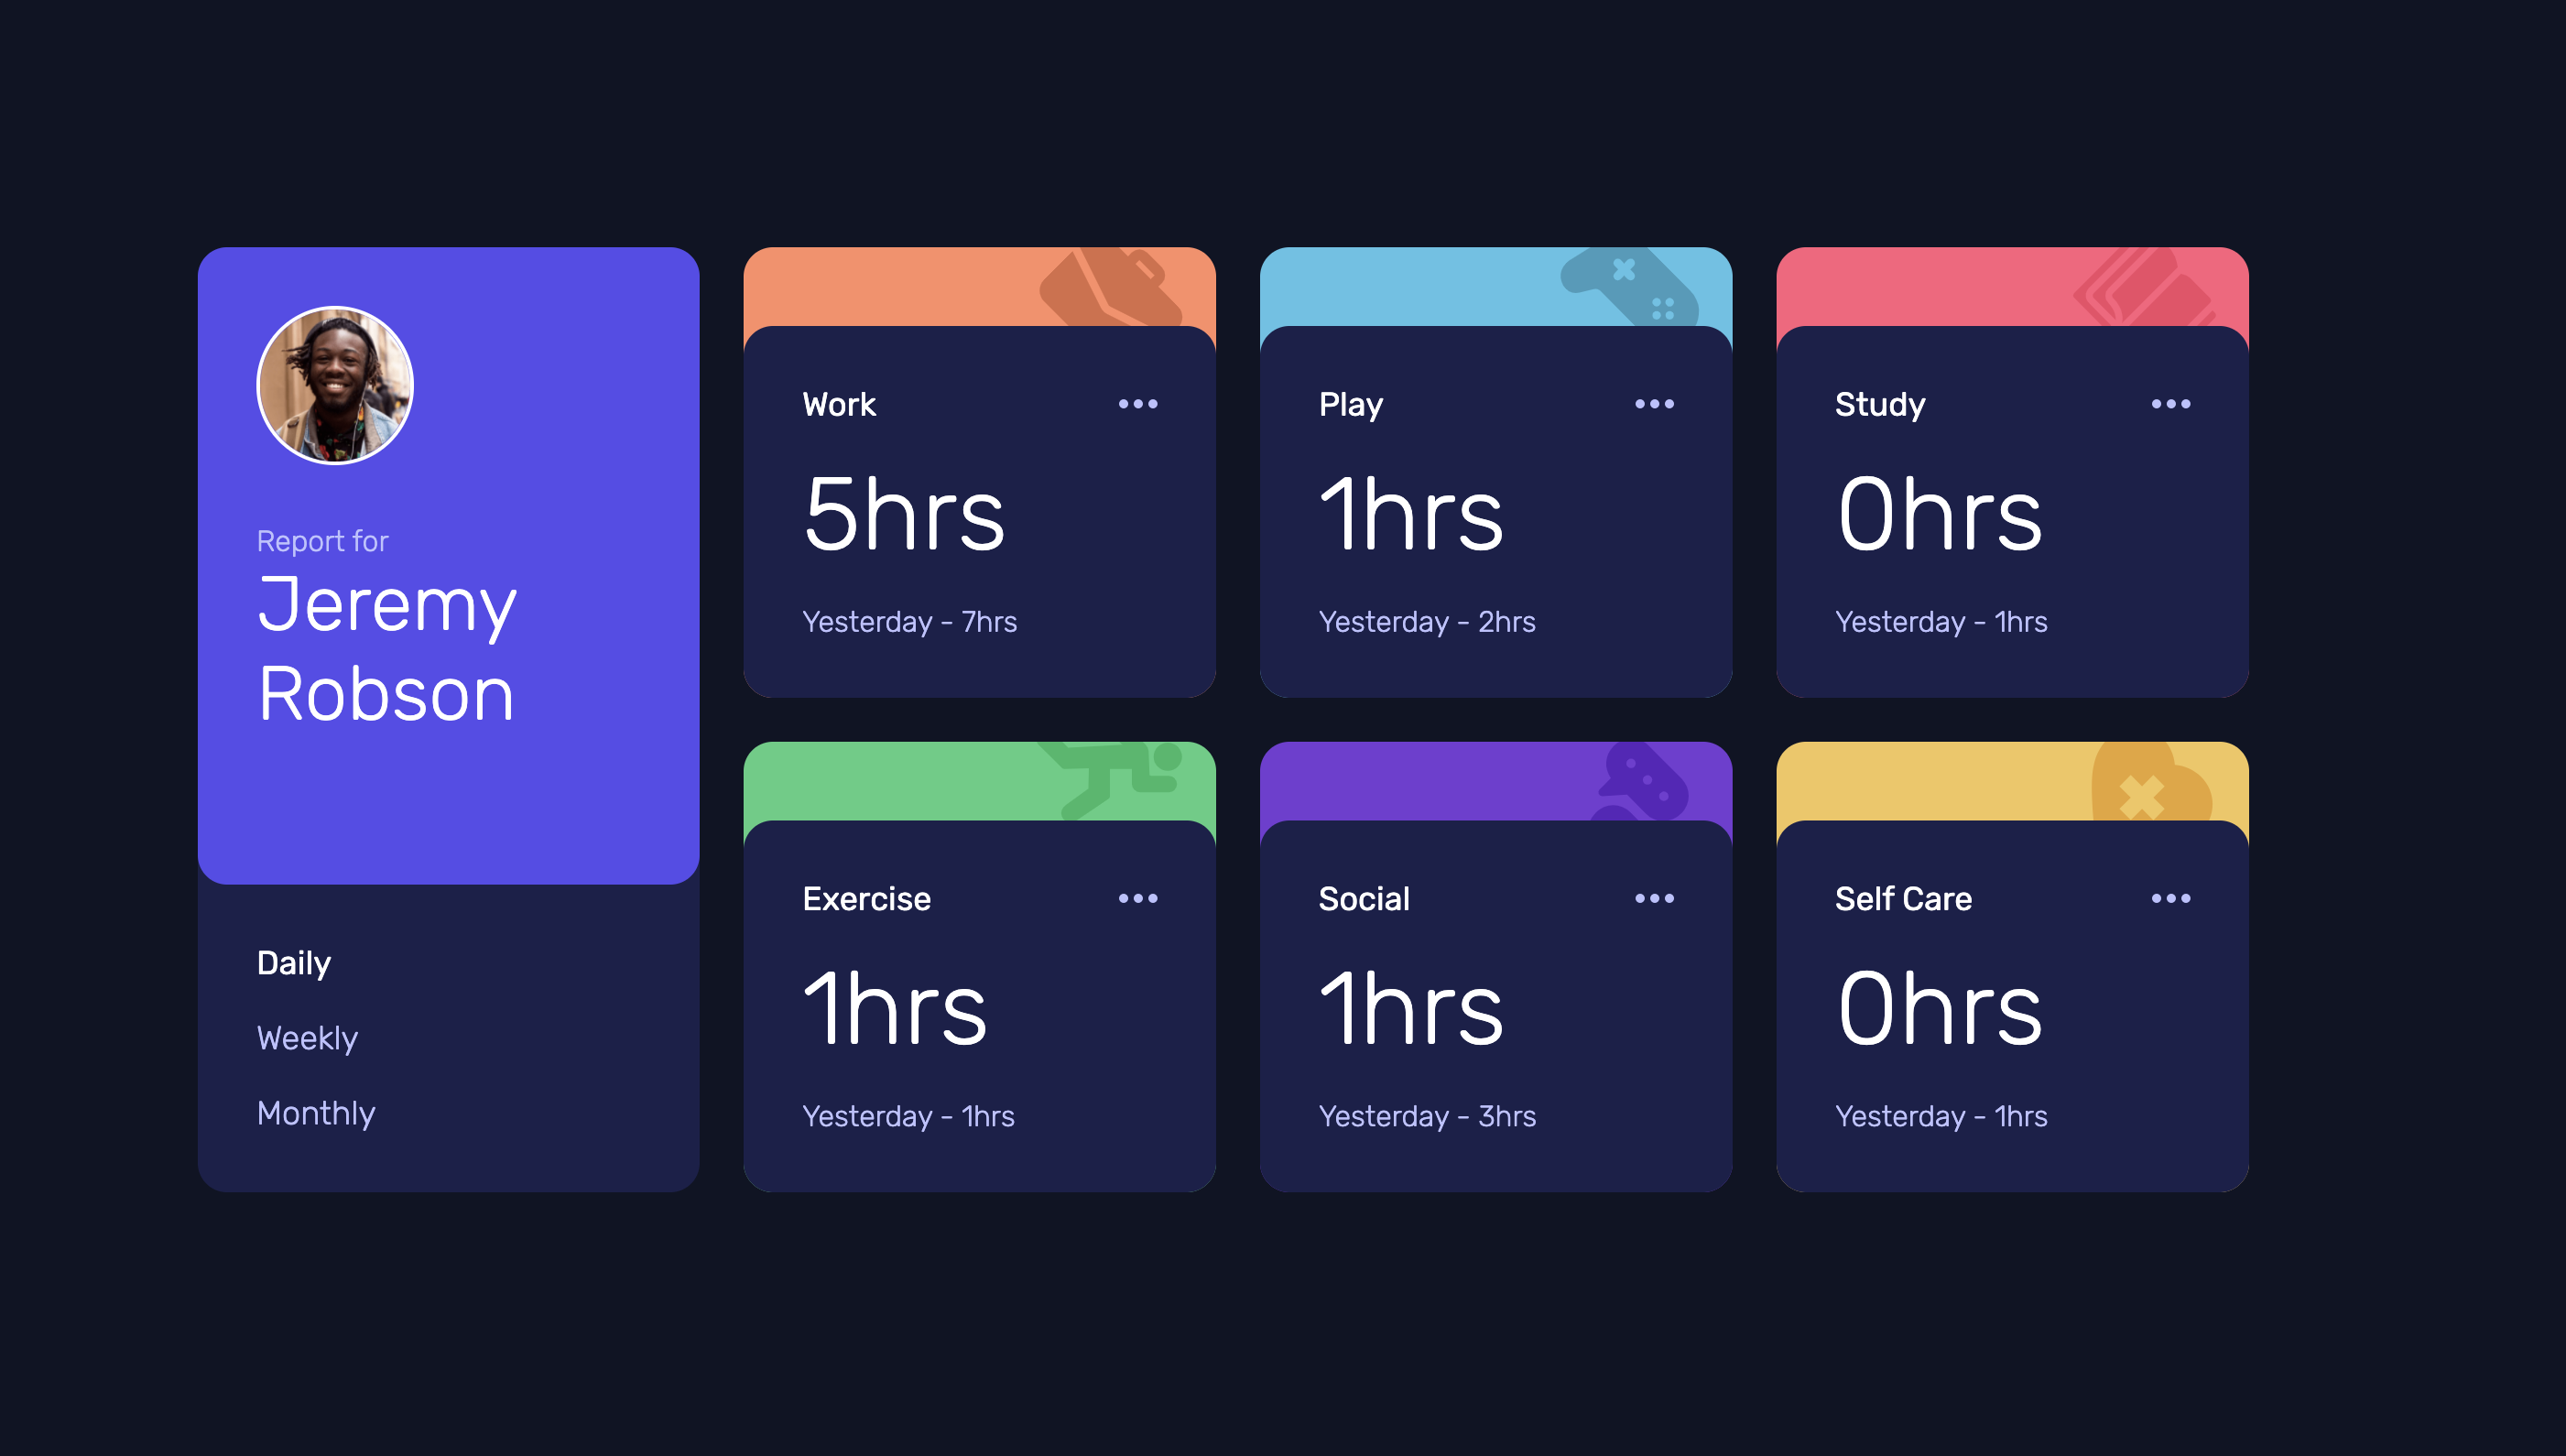 Report for
Jeremy
Robson
Daily
Weekly
Monthly
Work
5hrs
Yesterday - 7hrs
Play
1hrs
Yesterday - 2hrs
Study
0hrs
Yesterday - 1hrs
Exercise
1hrs
Yesterday - 1hrs
Social
1hrs
Yesterday - 3hrs
Self Care
0hrs
Yesterday - 1hrs